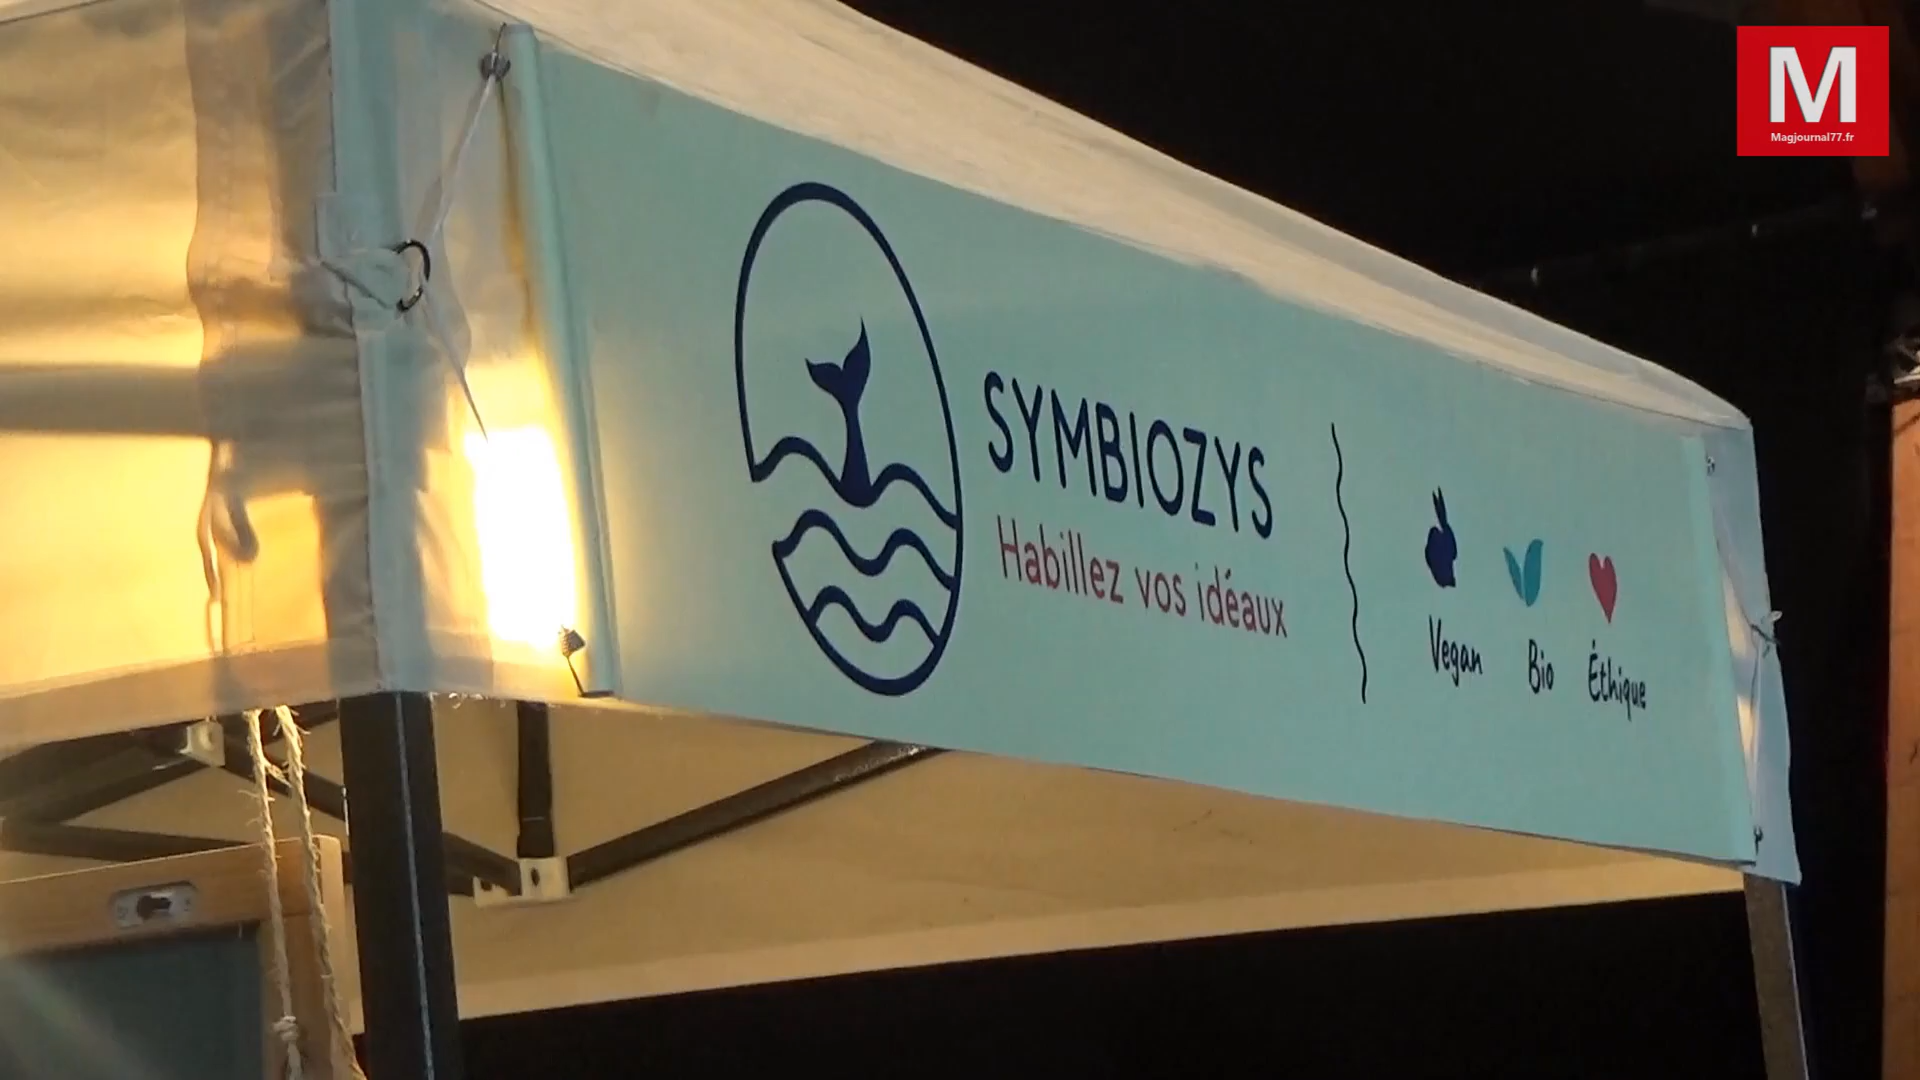 M
Magjournal77.fr
SYMBIOZYS
Habillez vos idéaux
Vegan
Bio
Éthique